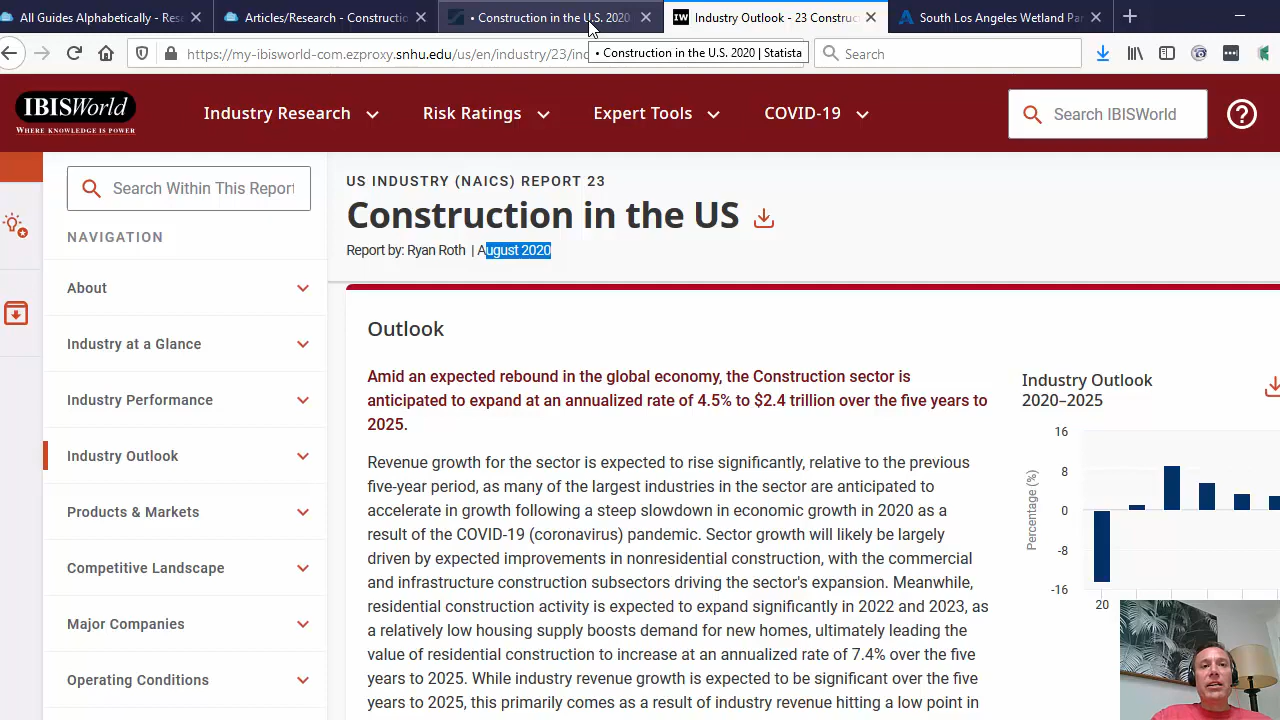 All Guides Alphabetically - Res
Articles/Research - Constructio
• Construction in the U.S. 2020
IW Industry Outlook - 23 Construc
South Los Angeles Wetland Par
https://my-ibisworld-com.ezproxy.snhu.edu/us/en/industry/23/ind
• Construction in the U.S. 2020 | Statista
Search
IBISWorld
WHERE KNOWLEDGE IS POWER
Industry Research
Risk Ratings
Expert Tools
COVID-19
Search IBISWorld
?
Search Within This Report
NAVIGATION
About
Industry at a Glance
Industry Performance
Industry Outlook
Products & Markets
Competitive Landscape
Major Companies
Operating Conditions
US INDUSTRY (NAICS) REPORT 23
Construction in the US
Report by: Ryan Roth | August 2020
Outlook
Amid an expected rebound in the global economy, the Construction sector is
anticipated to expand at an annualized rate of 4.5% to $2.4 trillion over the five years to
2025.
Revenue growth for the sector is expected to rise significantly, relative to the previous
five-year period, as many of the largest industries in the sector are anticipated to
accelerate in growth following a steep slowdown in economic growth in 2020 as a
result of the COVID-19 (coronavirus) pandemic. Sector growth will likely be largely
driven by expected improvements in nonresidential construction, with the commercial
and infrastructure construction subsectors driving the sector's expansion. Meanwhile,
residential construction activity is expected to expand significantly in 2022 and 2023, as
a relatively low housing supply boosts demand for new homes, ultimately leading the
value of residential construction to increase at an annualized rate of 7.4% over the five
years to 2025. While industry revenue growth is expected to be significant over the five
years to 2025, this primarily comes as a result of industry revenue hitting a low point in
Industry Outlook
2020–2025
Percentage (%)
16
8
0
-8
-16
20